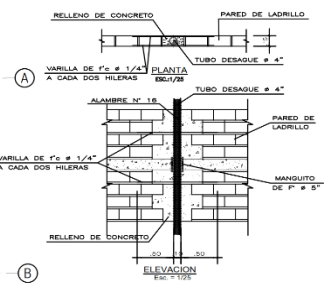 RELLENO DE CONCRETO
PARED DE LADRILLO
VARILLA DE f'c ø 1/4"
A CADA DOS HILERAS
PLANTA
ESC:1/25
TUBO DESAGUE ø 4"
A
ALAMBRE N° 16
TUBO DESAGUE ø 4"
PARED DE
LADRILLO
VARILLA DE f'c ø 1/4"
A CADA DOS HILERAS
MANGUITO
DE F° ø 5"
RELLENO DE CONCRETO
.50
ELEVACION
Esc. = 1/25
B